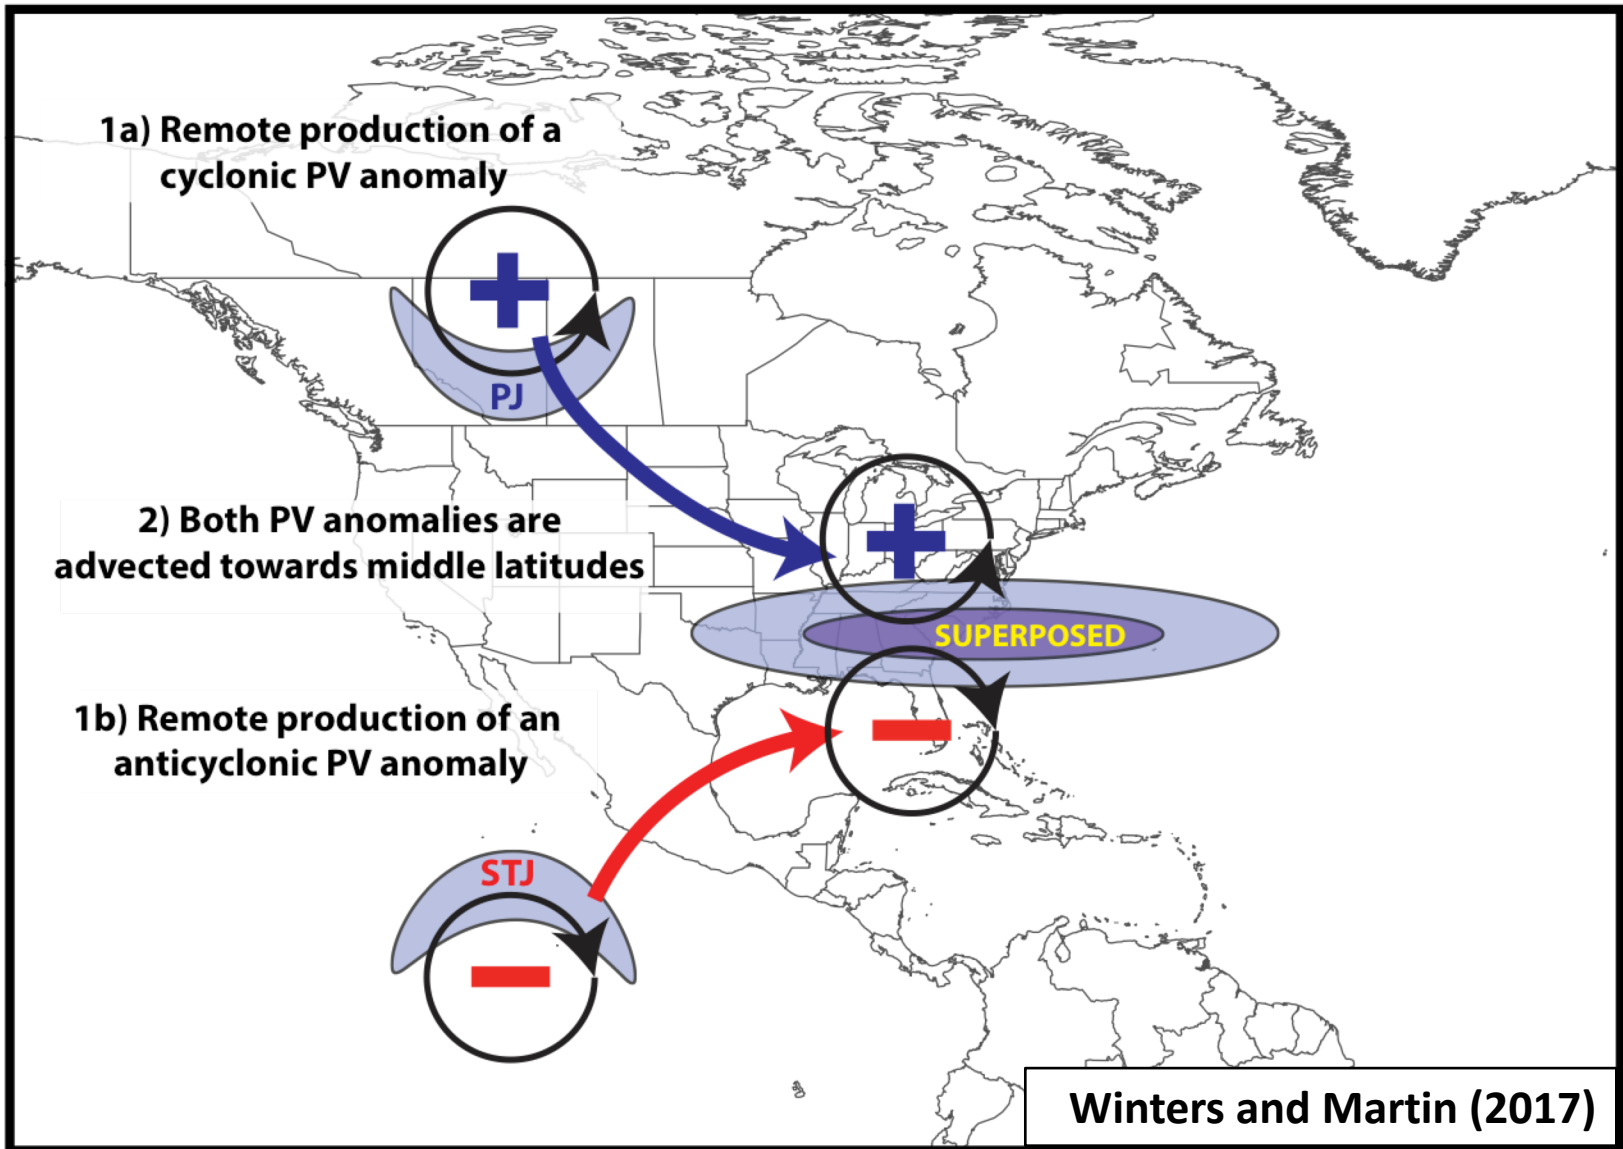 1a) Remote production of a
cyclonic PV anomaly
PJ
2) Both PV anomalies are
advected towards middle latitudes
SUPERPOSED
1b) Remote production of an
anticyclonic PV anomaly
STJ
Winters and Martin (2017)